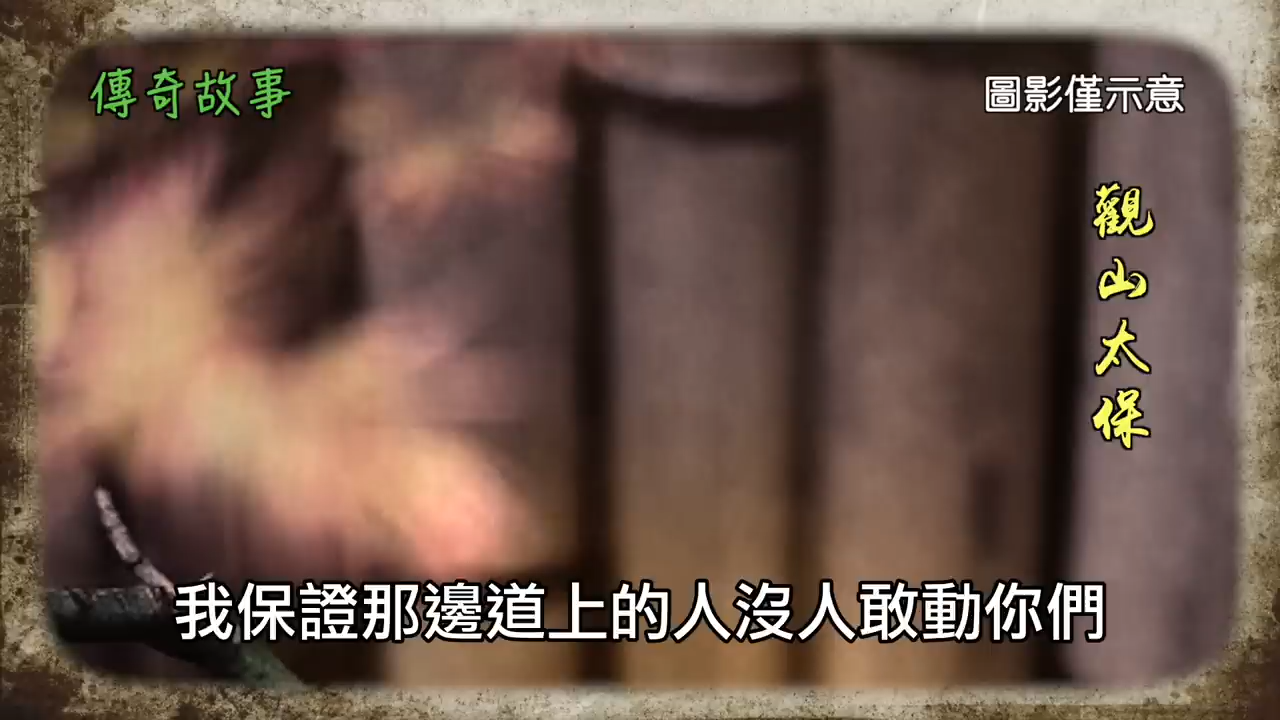 傳奇故事
圖影僅示意
觀山太保
我保證那邊道上的人沒人敢動你們